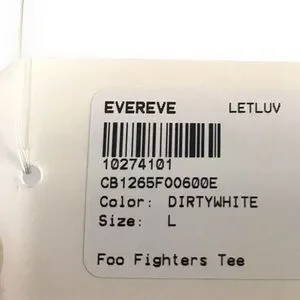 EVEREVE LETLUV
10274101
CB1265F00600E
Color: DIRTYWHITE
Size: L
Foo Fighters Tee